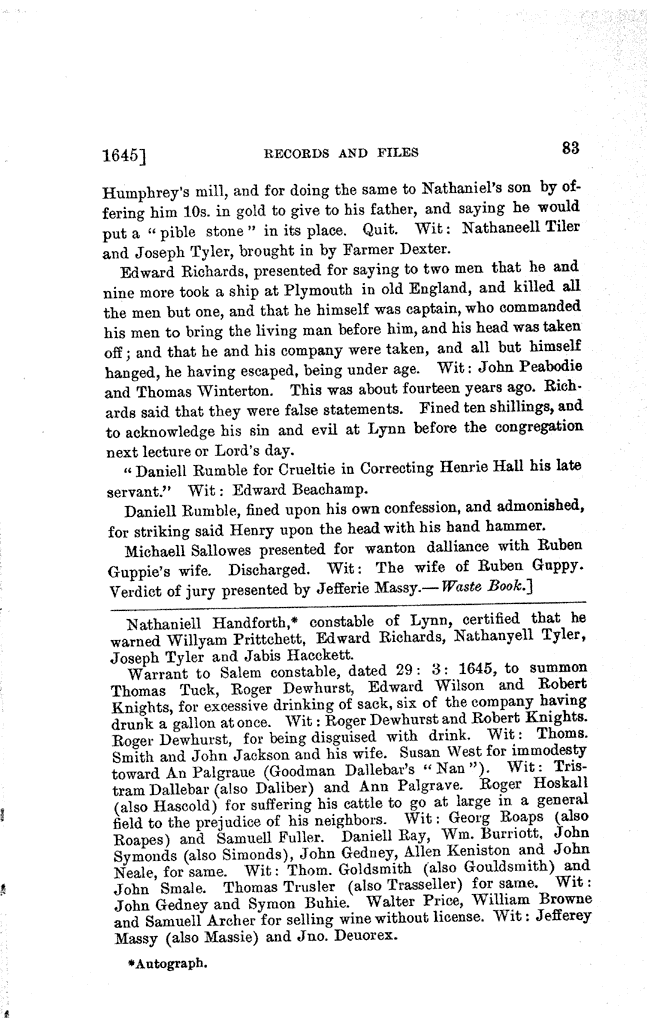 1645] RECORDS AND FILES 83
Humphrey's mill, and for doing the same to Nathaniel's son by of-
fering him 10s. in gold to give to his father, and saying he would
put a "pible stone" in its place. Quit. Wit: Nathaneell Tiler
and Joseph Tyler, brought in by Farmer Dexter.
Edward Richards, presented for saying to two men that he and
nine more took a ship at Plymouth in old England, and killed all
the men but one, and that he himself was captain, who commanded
his men to bring the living man before him, and his head was taken
off; and that he and his company were taken, and all but himself
hanged, he having escaped, being under age. Wit: John Peabodie
and Thomas Winterton. This was about fourteen years ago. Rich-
ards said that they were false statements. Fined ten shillings, and
to acknowledge his sin and evil at Lynn before the congregation
next lecture or Lord's day.
"Daniell Rumble for Crueltie in Correcting Henrie Hall his late
servant." Wit: Edward Beachamp.
Daniell Rumble, fined upon his own confession, and admonished,
for striking said Henry upon the head with his hand hammer.
Michaell Sallowes presented for wanton dalliance with Ruben
Guppie's wife. Discharged. Wit: The wife of Ruben Guppy.
Verdict of jury presented by Jefferie Massy.—Waste Book.]
Nathaniell Handforth,* constable of Lynn, certified that he
warned Willyam Prittchett, Edward Richards, Nathanyell Tyler,
Joseph Tyler and Jabis Hacckett.
Warrant to Salem constable, dated 29: 3: 1645, to summon
Thomas Tuck, Roger Dewhurst, Edward Wilson and Robert
Knights, for excessive drinking of sack, six of the company having
drunk a gallon at once. Wit: Roger Dewhurst and Robert Knights.
Roger Dewhurst, for being disguised with drink. Wit: Thoms.
Smith and John Jackson and his wife. Susan West for immodesty
toward An Palgraue (Goodman Dallebar's "Nan"). Wit: Tris-
tram Dallebar (also Daliber) and Ann Palgrave. Roger Hoskall
(also Hascold) for suffering his cattle to go at large in a general
field to the prejudice of his neighbors. Wit: Georg Roaps (also
Roapes) and Samuell Fuller. Daniell Ray, Wm. Burriott, John
Symonds (also Simonds), John Gedney, Allen Keniston and John
Neale, for same. Wit: Thom. Goldsmith (also Gouldsmith) and
John Smale. Thomas Trusler (also Trasseller) for same. Wit:
John Gedney and Symon Buhie. Walter Price, William Browne
and Samuell Archer for selling wine without license. Wit: Jefferey
Massy (also Massie) and Jno. Deuorex.
*Autograph.